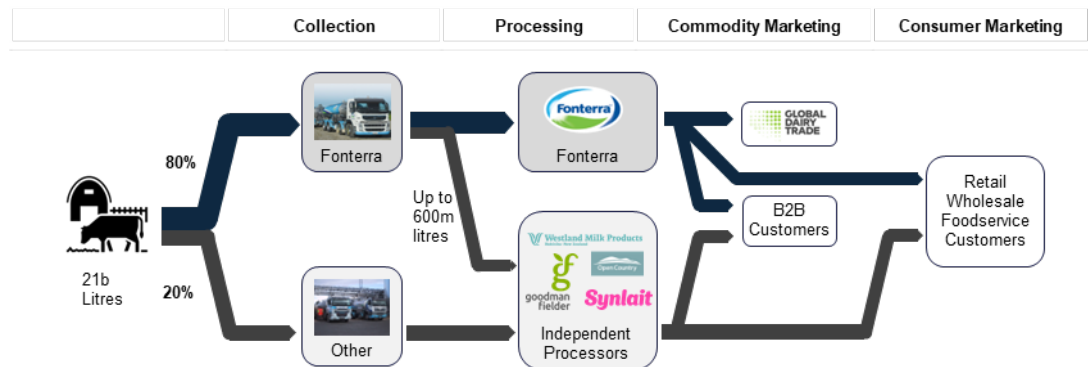 Collection
Processing
Commodity Marketing
Consumer Marketing
80%
20%
21b
Litres
Fonterra
Other
Up to
600m
litres
Fonterra
Fonterra
Westland Milk Products
Open Country
goodman
fielder
Synlait
Independent
Processors
GLOBAL
DAIRY
TRADE
B2B
Customers
Retail
Wholesale
Foodservice
Customers